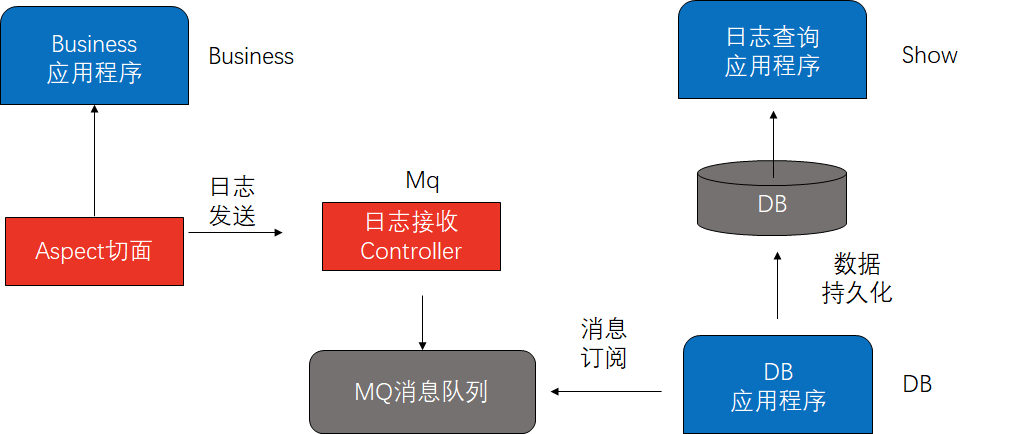 Business
应用程序
Business
日志查询
应用程序
Show
日志
发送
Mq
Aspect切面
日志接收
Controller
DB
数据
持久化
消息
订阅
MQ消息队列
DB
应用程序
DB